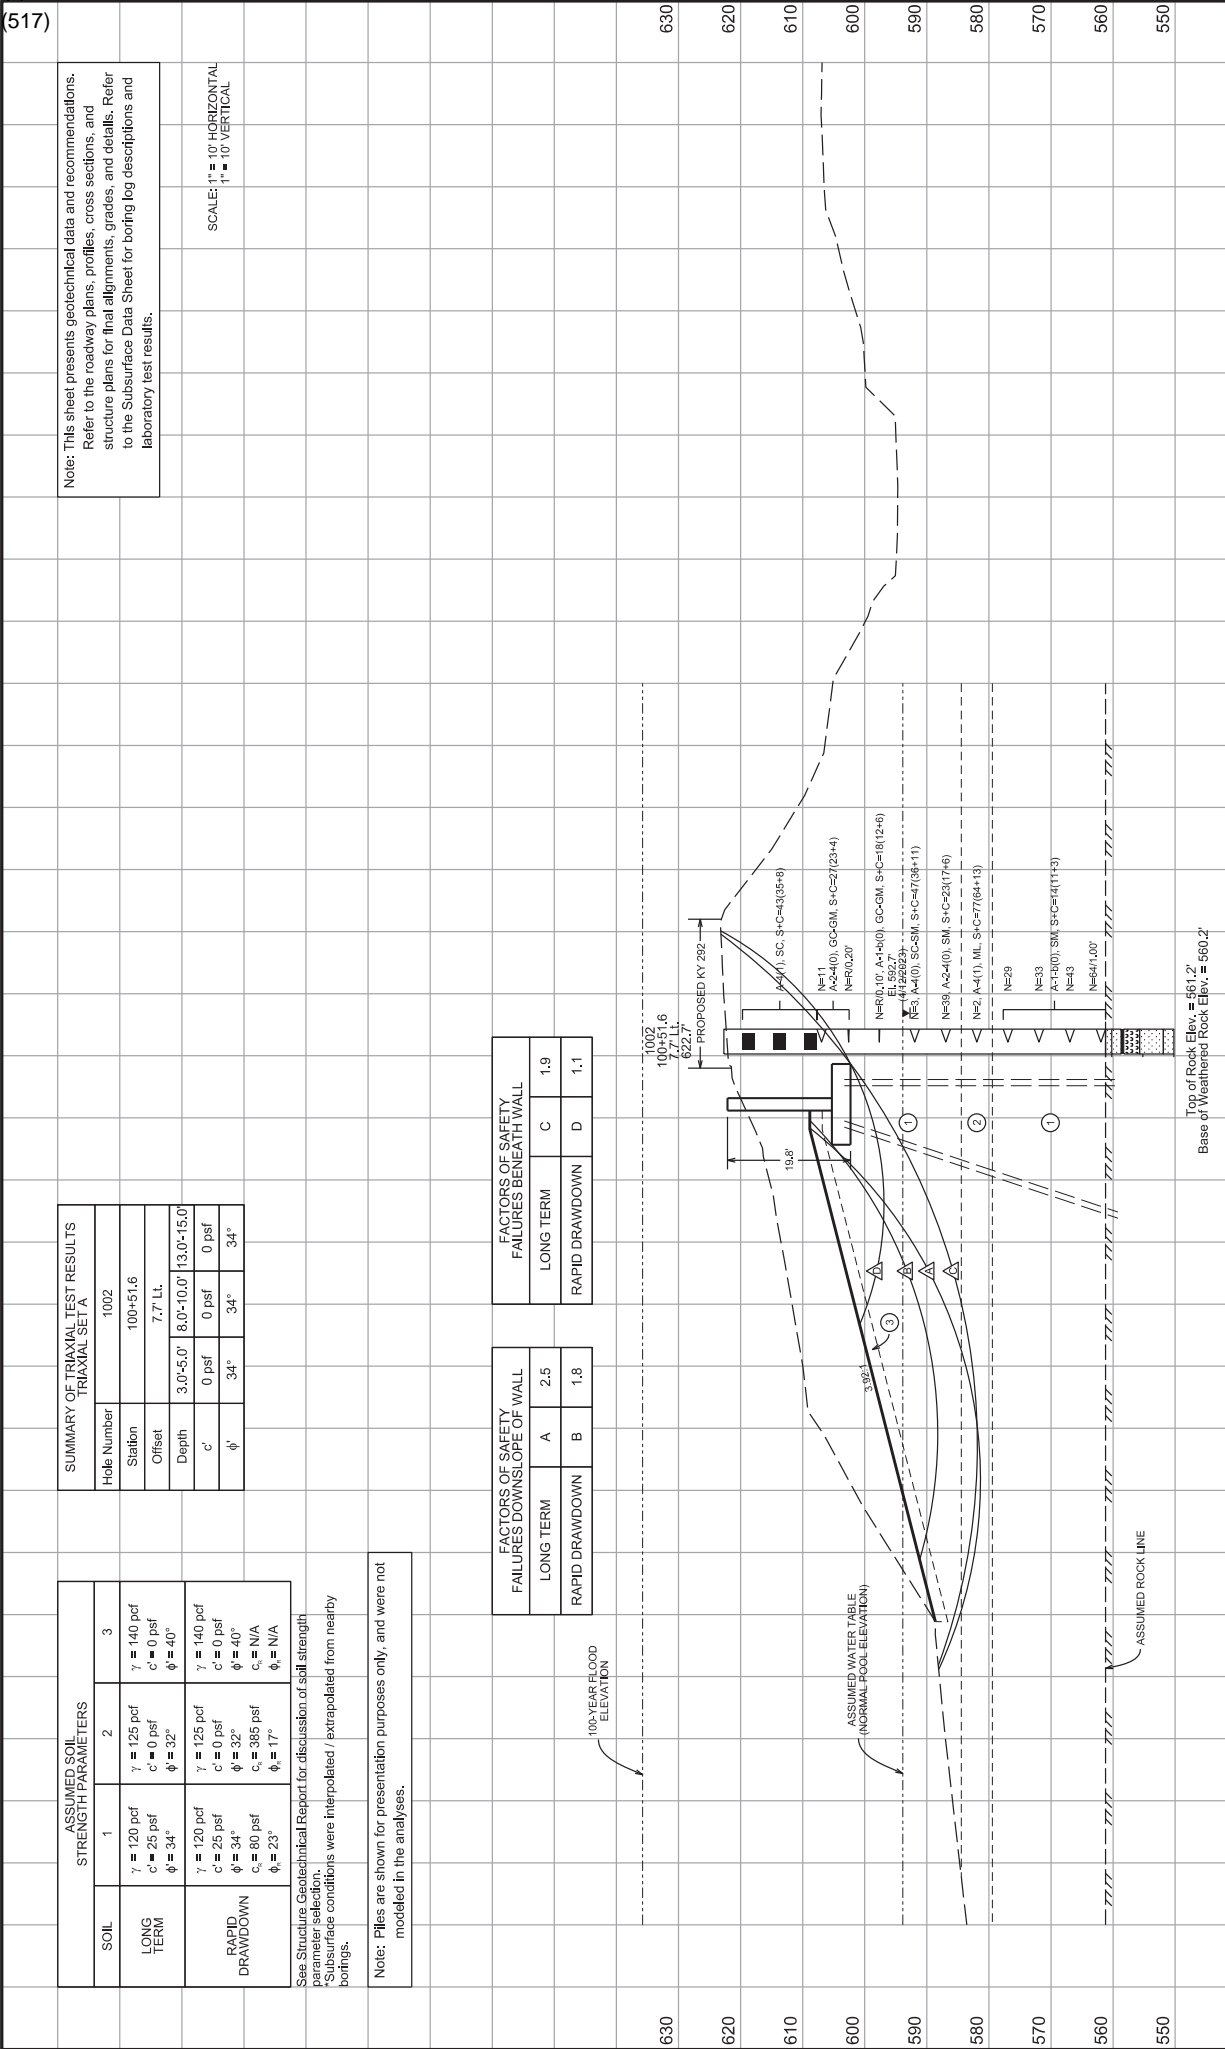 (517)
Note: This sheet presents geotechnical data and recommendations.
Refer to the roadway plans, profiles, cross sections, and
structure plans for final alignments, grades, and details. Refer
to the Subsurface Data Sheet for boring log descriptions and
laboratory test results.
SCALE: 1" = 10' HORIZONTAL
1" = 10' VERTICAL
ASSUMED SOIL
STRENGTH PARAMETERS
SOIL 1 2 3
LONG
TERM
γ = 120 pcf γ = 125 pcf γ = 140 pcf
c' = 25 psf c' = 0 psf c' = 0 psf
ϕ' = 34° ϕ' = 32° ϕ' = 40°
RAPID
DRAWDOWN
γ = 120 pcf γ = 125 pcf γ = 140 pcf
c' = 25 psf c' = 0 psf c' = 0 psf
ϕ' = 34° ϕ' = 32° ϕ' = 40°
cR = 80 psf cR = 385 psf cR = N/A
ϕR = 23° ϕR = 17° ϕR = N/A
See Structure Geotechnical Report for discussion of soil strength
parameter selection.
*Subsurface conditions were interpolated / extrapolated from nearby
borings.
Note: Piles are shown for presentation purposes only, and were not
modeled in the analyses.
SUMMARY OF TRIAXIAL TEST RESULTS
TRIAXIAL SET A
Hole Number 1002
Station 100+51.6
Offset 7.7' Lt.
Depth 3.0'-5.0' 8.0'-10.0' 13.0'-15.0'
c' 0 psf 0 psf 0 psf
ϕ' 34° 34° 34°
FACTORS OF SAFETY
FAILURES DOWNSLOPE OF WALL
LONG TERM A 2.5
RAPID DRAWDOWN B 1.8
FACTORS OF SAFETY
FAILURES BENEATH WALL
LONG TERM C 1.9
RAPID DRAWDOWN D 1.1
630
620
610
600
590
580
570
560
550
630
620
610
600
590
580
570
560
550
100-YEAR FLOOD
ELEVATION
ASSUMED WATER TABLE
(NORMAL POOL ELEVATION)
ASSUMED ROCK LINE
1002
100+51.6
7.7' Lt.
622.7'
PROPOSED KY 292
19.8'
3.92:1
3
D
B
A
C
1
2
1
A-4(1), SC, S+C=43(35+8)
N=11
A-2-4(0), GC-GM, S+C=27(23+4)
N=R/0.20'
N=R/0.10', A-1-b(0), GC-GM, S+C=18(12+6)
El. 592.7'
(4/12/2023)
N=3, A-4(0), SC-SM, S+C=47(36+11)
N=39, A-2-4(0), SM, S+C=23(17+6)
N=2, A-4(1), ML, S+C=77(64+13)
N=29
N=33
A-1-b(0), SM, S+C=14(11+3)
N=43
N=64/1.00'
Top of Rock Elev. = 561.2'
Base of Weathered Rock Elev. = 560.2'